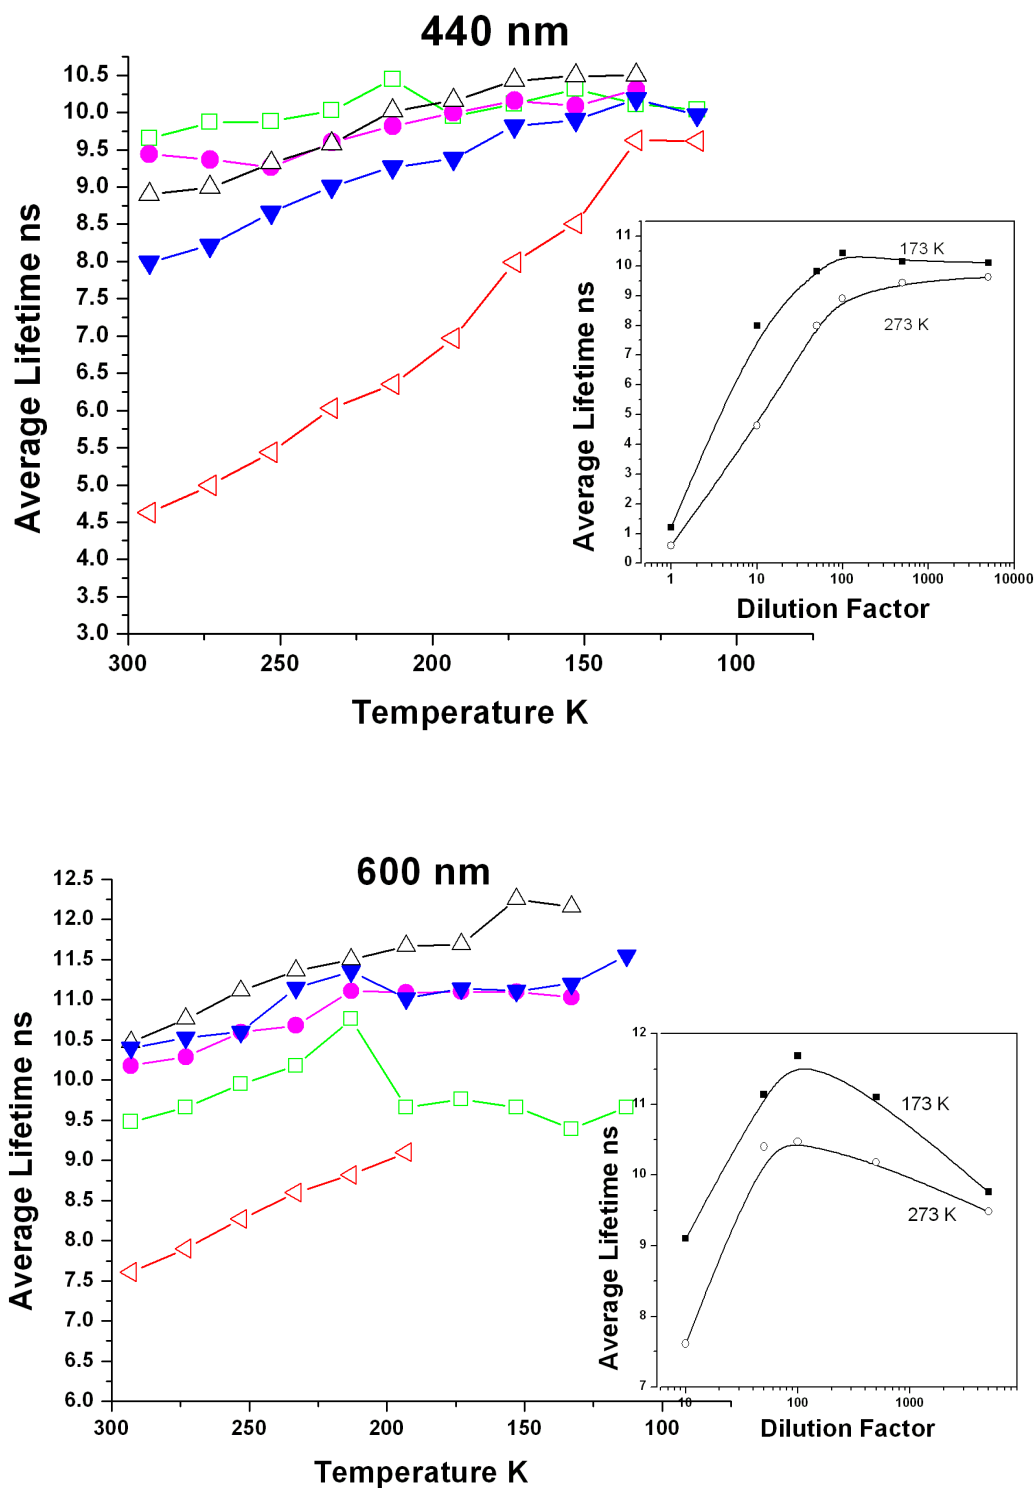 440 nm
10.5
10.0
9.5
9.0
8.5
8.0
7.5
7.0
6.5
6.0
5.5
5.0
4.5
4.0
3.5
3.0
Average Lifetime ns
300 250 200 150 100
Temperature K
11
10
9
8
7
6
5
4
3
2
1
0
Average Lifetime ns
173 K
273 K
1 10 100 1000 10000
Dilution Factor
600 nm
12.5
12.0
11.5
11.0
10.5
10.0
9.5
9.0
8.5
8.0
7.5
7.0
6.5
6.0
Average Lifetime ns
300 250 200 150 100
Temperature K
12
11
10
9
8
7
Average Lifetime ns
173 K
273 K
10 100 1000
Dilution Factor